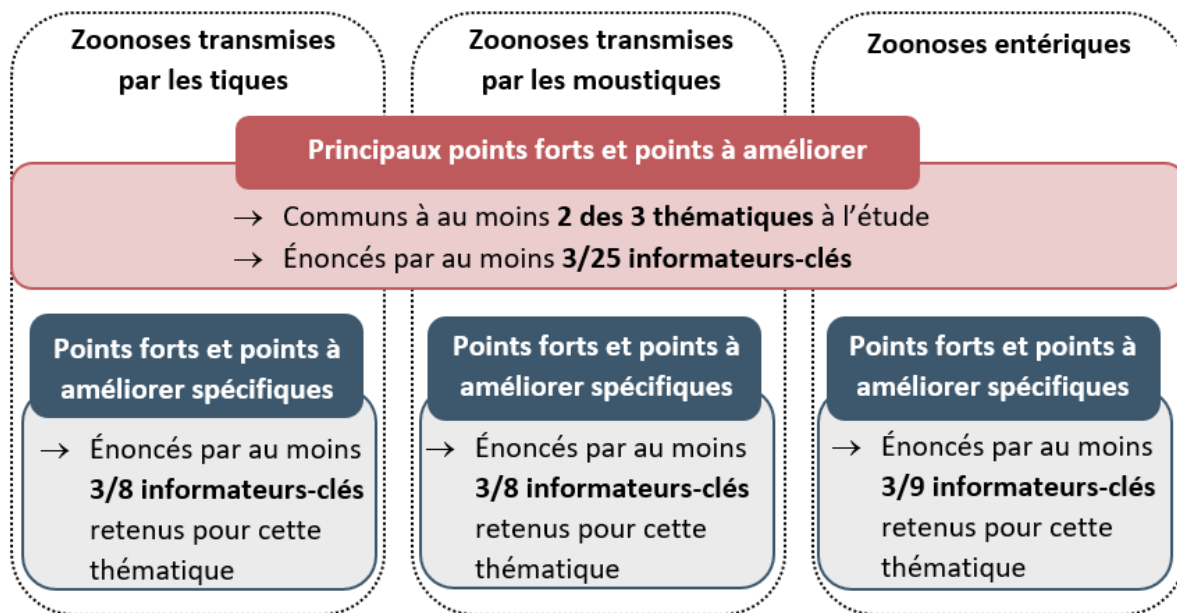 Zoonoses transmises
par les tiques
Zoonoses transmises
par les moustiques
Zoonoses entériques
Principaux points forts et points à améliorer
→ Communs à au moins 2 des 3 thématiques à l'étude
→ Énoncés par au moins 3/25 informateurs-clés
Points forts et points à
améliorer spécifiques
→ Énoncés par au moins
3/8 informateurs-clés
retenus pour cette
thématique
Points forts et points à
améliorer spécifiques
→ Énoncés par au moins
3/8 informateurs-clés
retenus pour cette
thématique
Points forts et points à
améliorer spécifiques
→ Énoncés par au moins
3/9 informateurs-clés
retenus pour cette
thématique